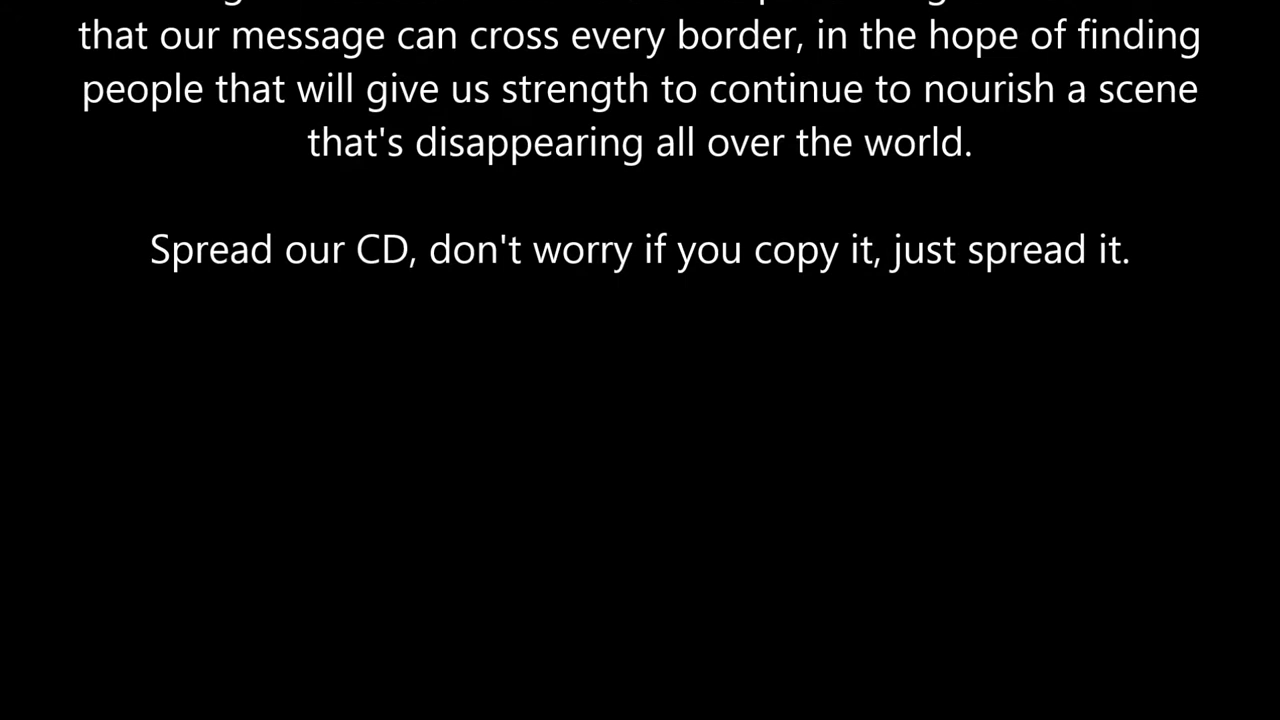 that our message can cross every border, in the hope of finding
people that will give us strength to continue to nourish a scene
that's disappearing all over the world.
Spread our CD, don't worry if you copy it, just spread it.